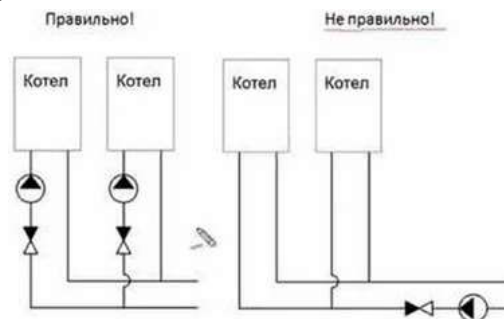 Правильно!
Не правильно!
Котел
Котел
Котел
Котел